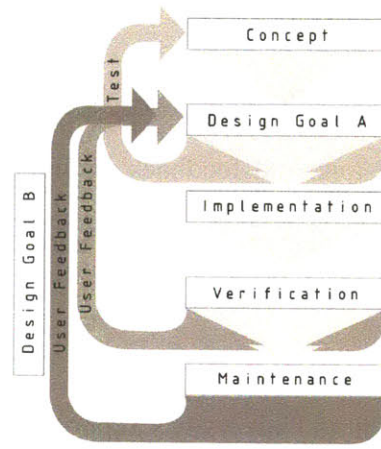 Concept
Test
Design Goal A
Implementation
User Feedback
User Feedback
Design Goal B
Verification
Maintenance